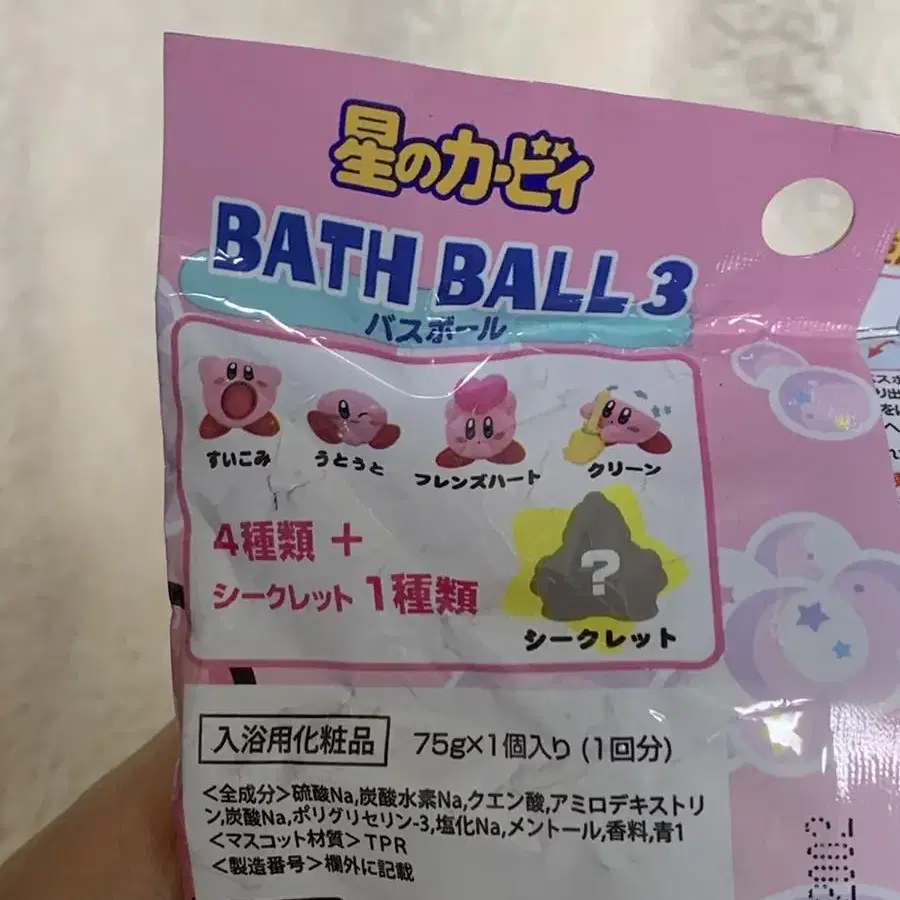 星のカービィ
BATH BALL 3
バスボール
すいこみ
うとうと
フレンズハート
クリーン
4種類 +
シークレット 1種類
?
シークレット
入浴用化粧品 75g×1個入り (1回分)
<全成分>硫酸Na,炭酸水素Na,クエン酸,アミロデキストリ
ン,炭酸Na,ポリグリセリン-3,塩化Na,メントール,香料,青1
<マスコット材質>TPR
<製造番号>欄外に記載